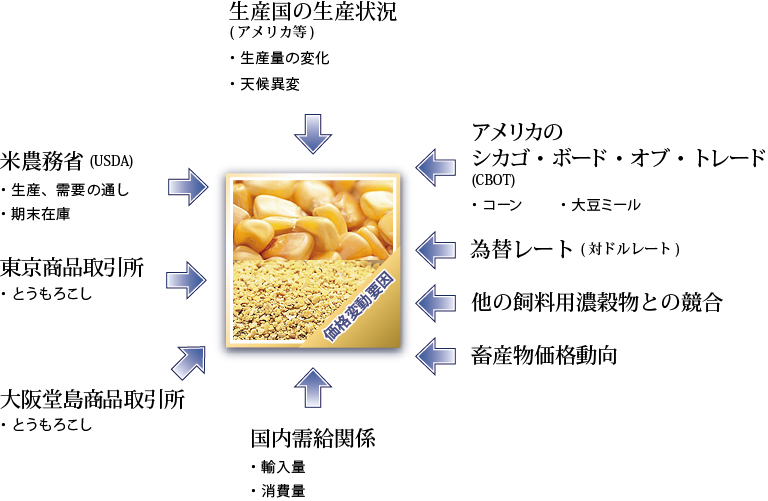 生産国の生産状況
(アメリカ等)
・生産量の変化
・天候異変
米農務省 (USDA)
・生産、需要の通し
・期末在庫
東京商品取引所
・とうもろこし
大阪堂島商品取引所
・とうもろこし
アメリカの
シカゴ・ボード・オブ・トレード
(CBOT)
・コーン ・大豆ミール
為替レート (対ドルレート)
他の飼料用濃穀物との競合
畜産物価格動向
価格変動要因
国内需給関係
・輸入量
・消費量